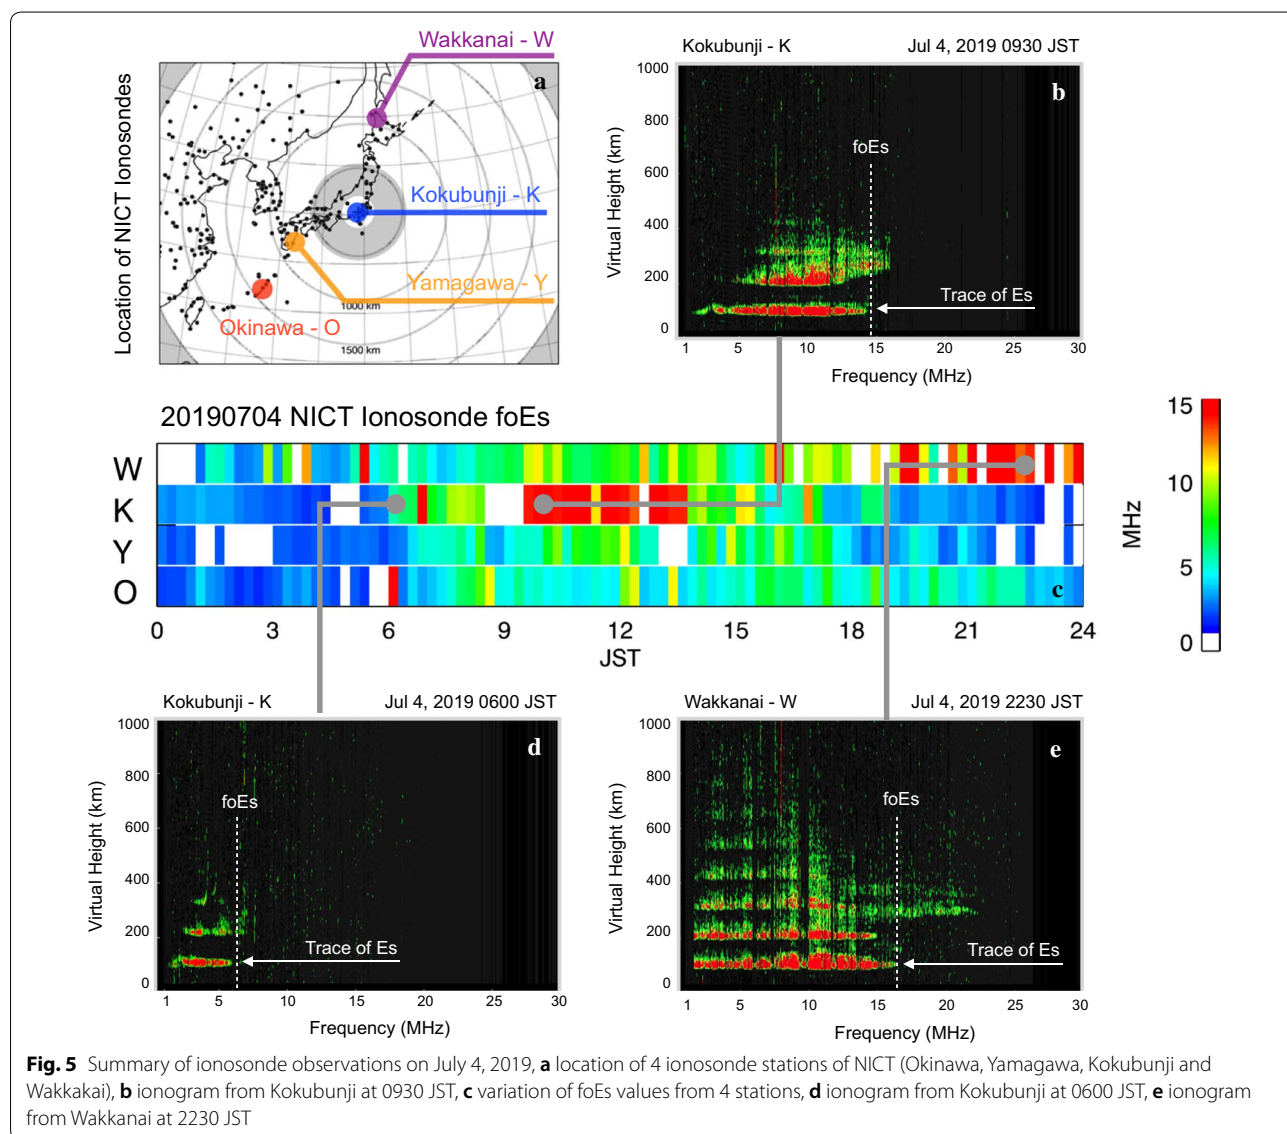 Location of NICT Ionosondes
Wakkanai - W
a
Kokubunji - K
Yamagawa - Y
Okinawa - O
1000 km
1500 km
Kokubunji - K Jul 4, 2019 0930 JST
b
Virtual Height (km)
1000
800
600
400
200
0
foEs
Trace of Es
1 5 10 15 20 25 30
Frequency (MHz)
20190704 NICT Ionosonde foEs
W
K
Y
O
c
0 3 6 9 12 15 18 21 24
JST
15
10
5
0
MHz
Kokubunji - K Jul 4, 2019 0600 JST
d
Virtual Height (km)
1000
800
600
400
200
0
foEs
Trace of Es
1 5 10 15 20 25 30
Frequency (MHz)
Wakkanai - W Jul 4, 2019 2230 JST
e
Virtual Height (km)
1000
800
600
400
200
0
foEs
Trace of Es
1 5 10 15 20 25 30
Frequency (MHz)
Fig. 5 Summary of ionosonde observations on July 4, 2019, a location of 4 ionosonde stations of NICT (Okinawa, Yamagawa, Kokubunji and
Wakkakai), b ionogram from Kokubunji at 0930 JST, c variation of foEs values from 4 stations, d ionogram from Kokubunji at 0600 JST, e ionogram
from Wakkanai at 2230 JST